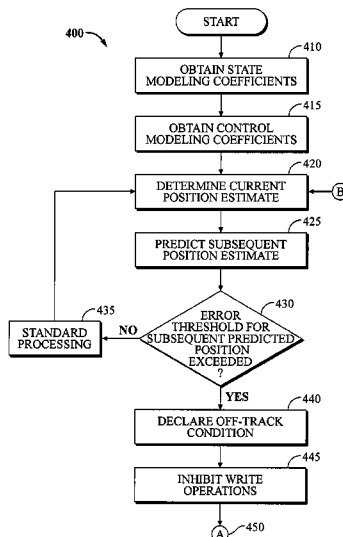 START
400
410
OBTAIN STATE
MODELING COEFFICIENTS
415
OBTAIN CONTROL
MODELING COEFFICIENTS
420
DETERMINE CURRENT
POSITION ESTIMATE
B
425
PREDICT SUBSEQUENT
POSITION ESTIMATE
430
ERROR
THRESHOLD FOR
SUBSEQUENT PREDICTED
POSITION
EXCEEDED
?
435
STANDARD
PROCESSING
NO
YES
440
DECLARE OFF-TRACK
CONDITION
445
INHIBIT WRITE
OPERATIONS
A
450